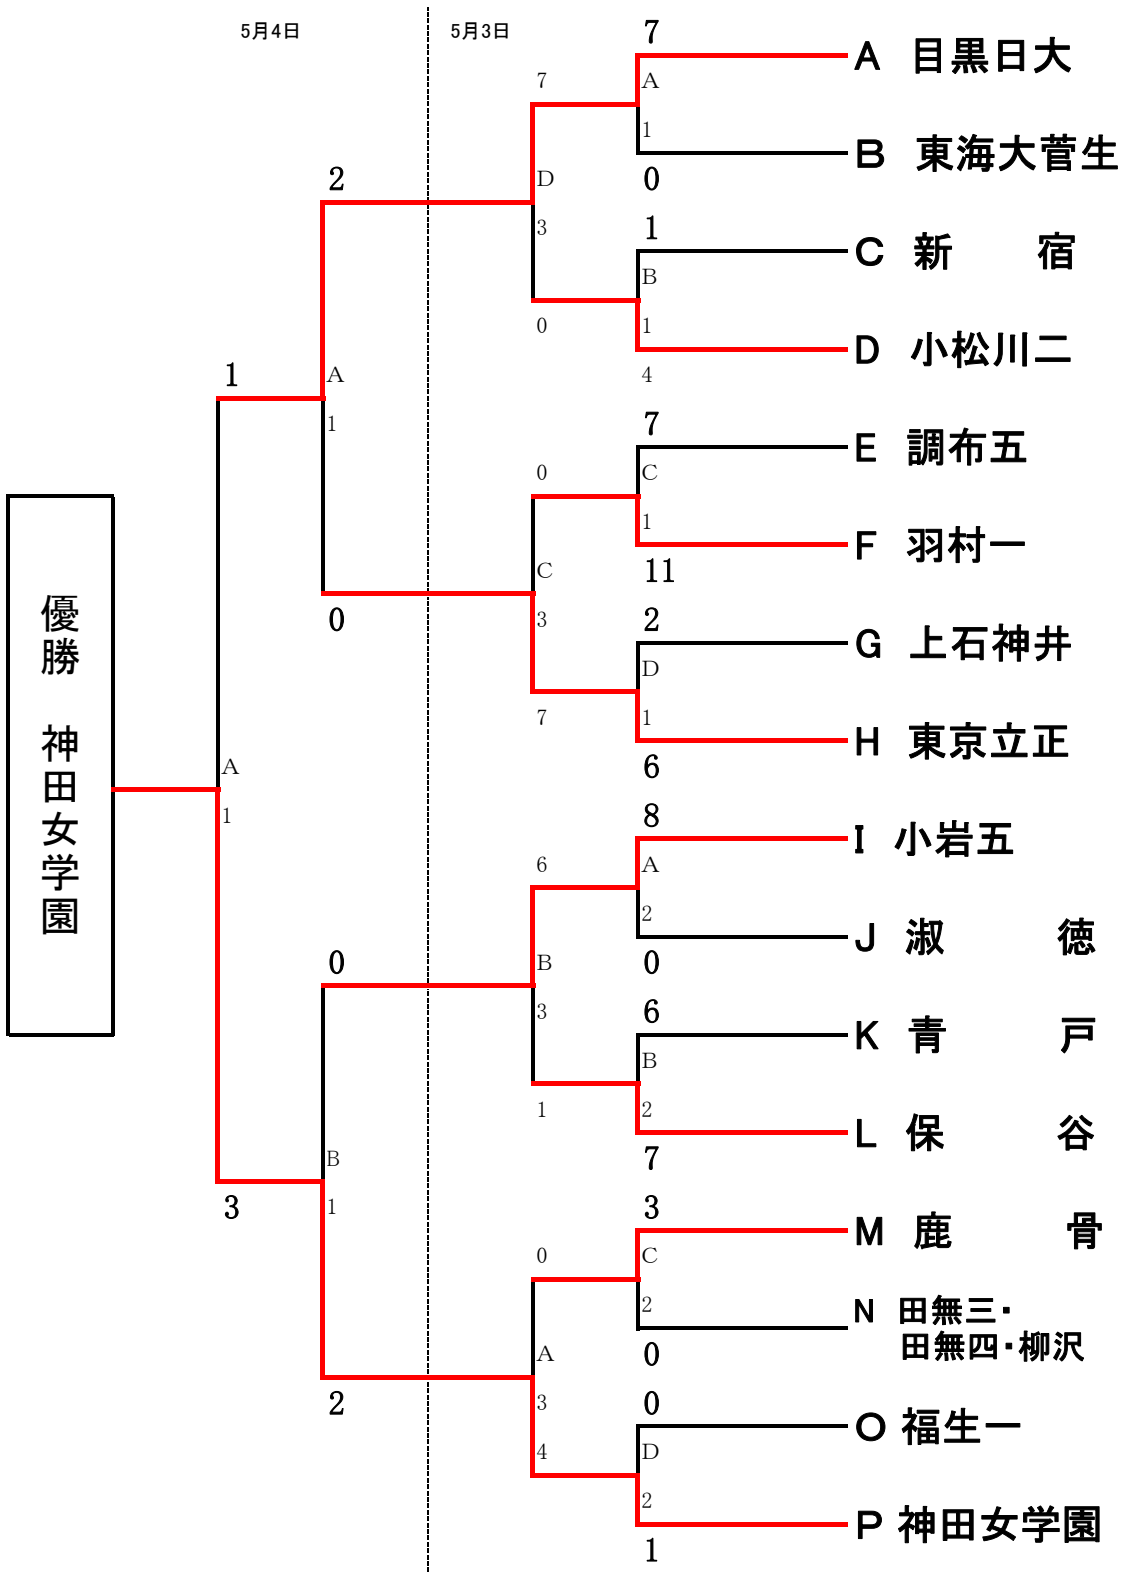 5月4日
5月3日
7
A 目黒日大
7
A
1
B 東海大菅生
2
D
0
3
1
C 新 宿
B
0
1
D 小松川二
1
A
4
1
7
E 調布五
0
C
1
F 羽村一
C
11
0
3
2
G 上石神井
D
7
1
H 東京立正
A
6
1
8
I 小岩五
6
A
2
J 淑 徳
0
B
0
3
6
K 青 戸
B
1
2
L 保 谷
B
7
3
1
3
M 鹿 骨
0
C
2
N 田無三・
田無四・柳沢
A
0
2
3
0
O 福生一
4
D
2
P 神田女学園
1
優勝 神田女学園